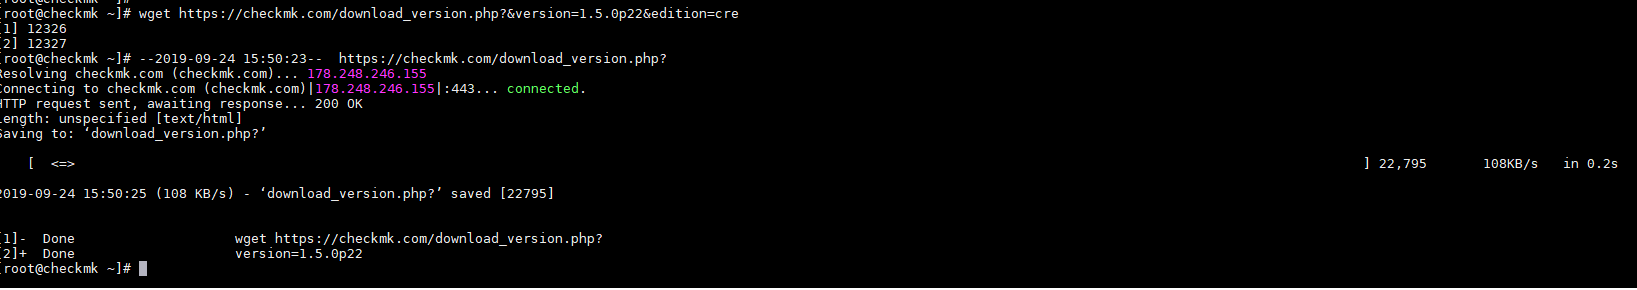 [root@checkmk ~]# wget https://checkmk.com/download_version.php?&version=1.5.0p22&edition=cre
[1] 12326
[2] 12327
[root@checkmk ~]# --2019-09-24 15:50:23--  https://checkmk.com/download_version.php?
Resolving checkmk.com (checkmk.com)... 178.248.246.155
Connecting to checkmk.com (checkmk.com)|178.248.246.155|:443... connected.
HTTP request sent, awaiting response... 200 OK
Length: unspecified [text/html]
Saving to: ‘download_version.php?’
[ <=> ] 22,795 108KB/s in 0.2s
2019-09-24 15:50:25 (108 KB/s) - ‘download_version.php?’ saved [22795]
[1]-  Done wget https://checkmk.com/download_version.php?
[2]+  Done version=1.5.0p22
[root@checkmk ~]#